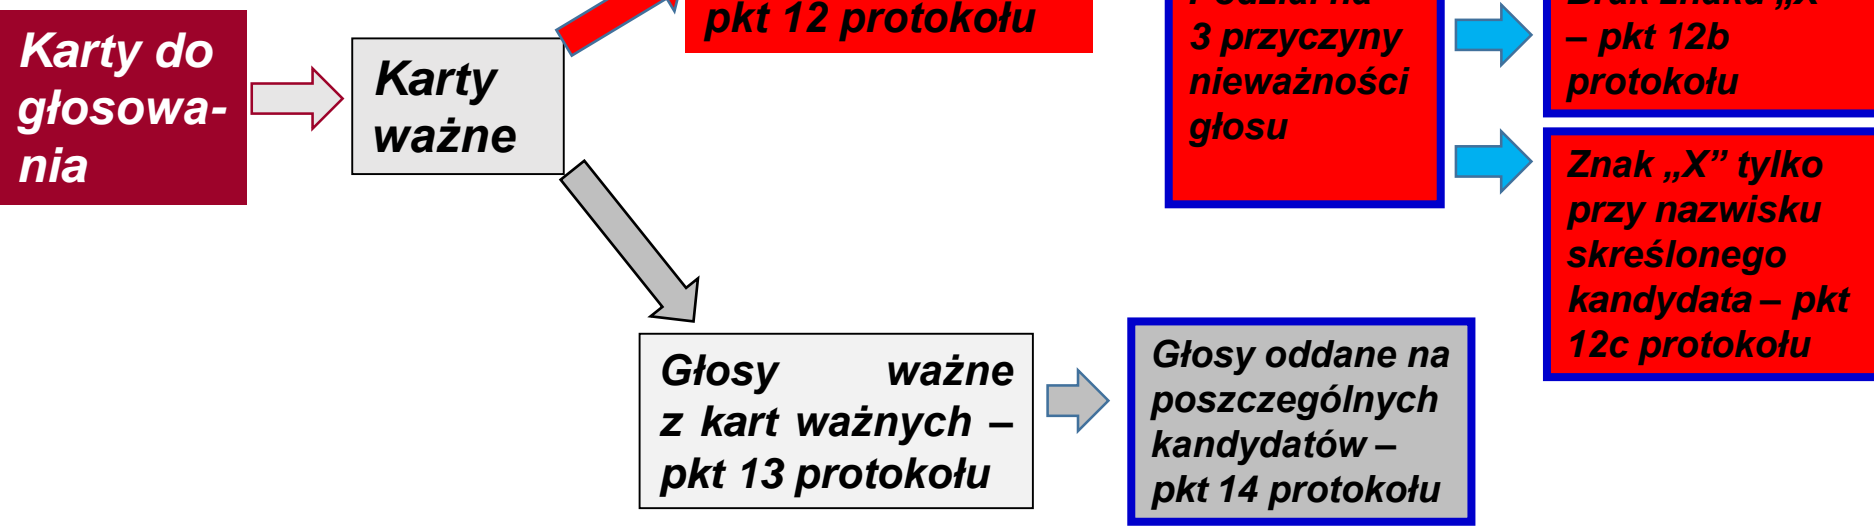 Karty do
głosowa-
nia
Karty
ważne
pkt 12 protokołu
3 przyczyny
nieważności
głosu
Brak znaku „X”
– pkt 12b
protokołu
Znak „X” tylko
przy nazwisku
skreślonego
kandydata – pkt
12c protokołu
Głosy ważne
z kart ważnych –
pkt 13 protokołu
Głosy oddane na
poszczególnych
kandydatów –
pkt 14 protokołu